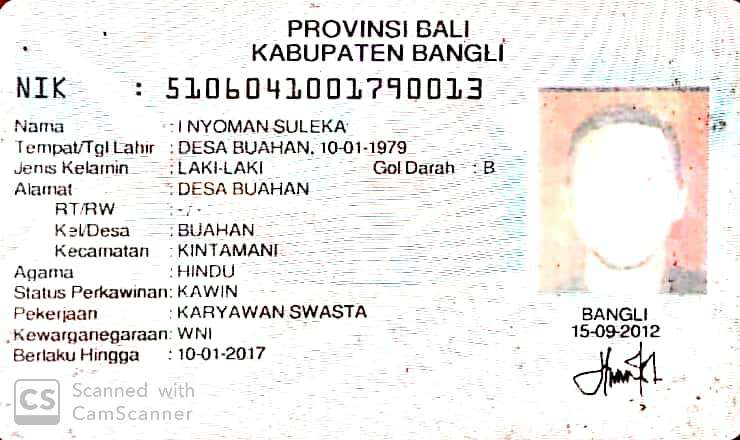 PROVINSI BALI
KABUPATEN BANGLI
NIK : 5106041001790013
Nama : I NYOMAN SULEKA
Tempat/Tgl Lahir : DESA BUAHAN, 10-01-1979
Jenis Kelamin : LAKI-LAKI Gol Darah : B
Alamat : DESA BUAHAN
RT/RW : -/-
Kel/Desa : BUAHAN
Kecamatan : KINTAMANI
Agama : HINDU
Status Perkawinan: KAWIN
Pekerjaan : KARYAWAN SWASTA
Kewarganegaraan: WNI
Berlaku Hingga : 10-01-2017
BANGLI
15-09-2012
CS Scanned with
CamScanner